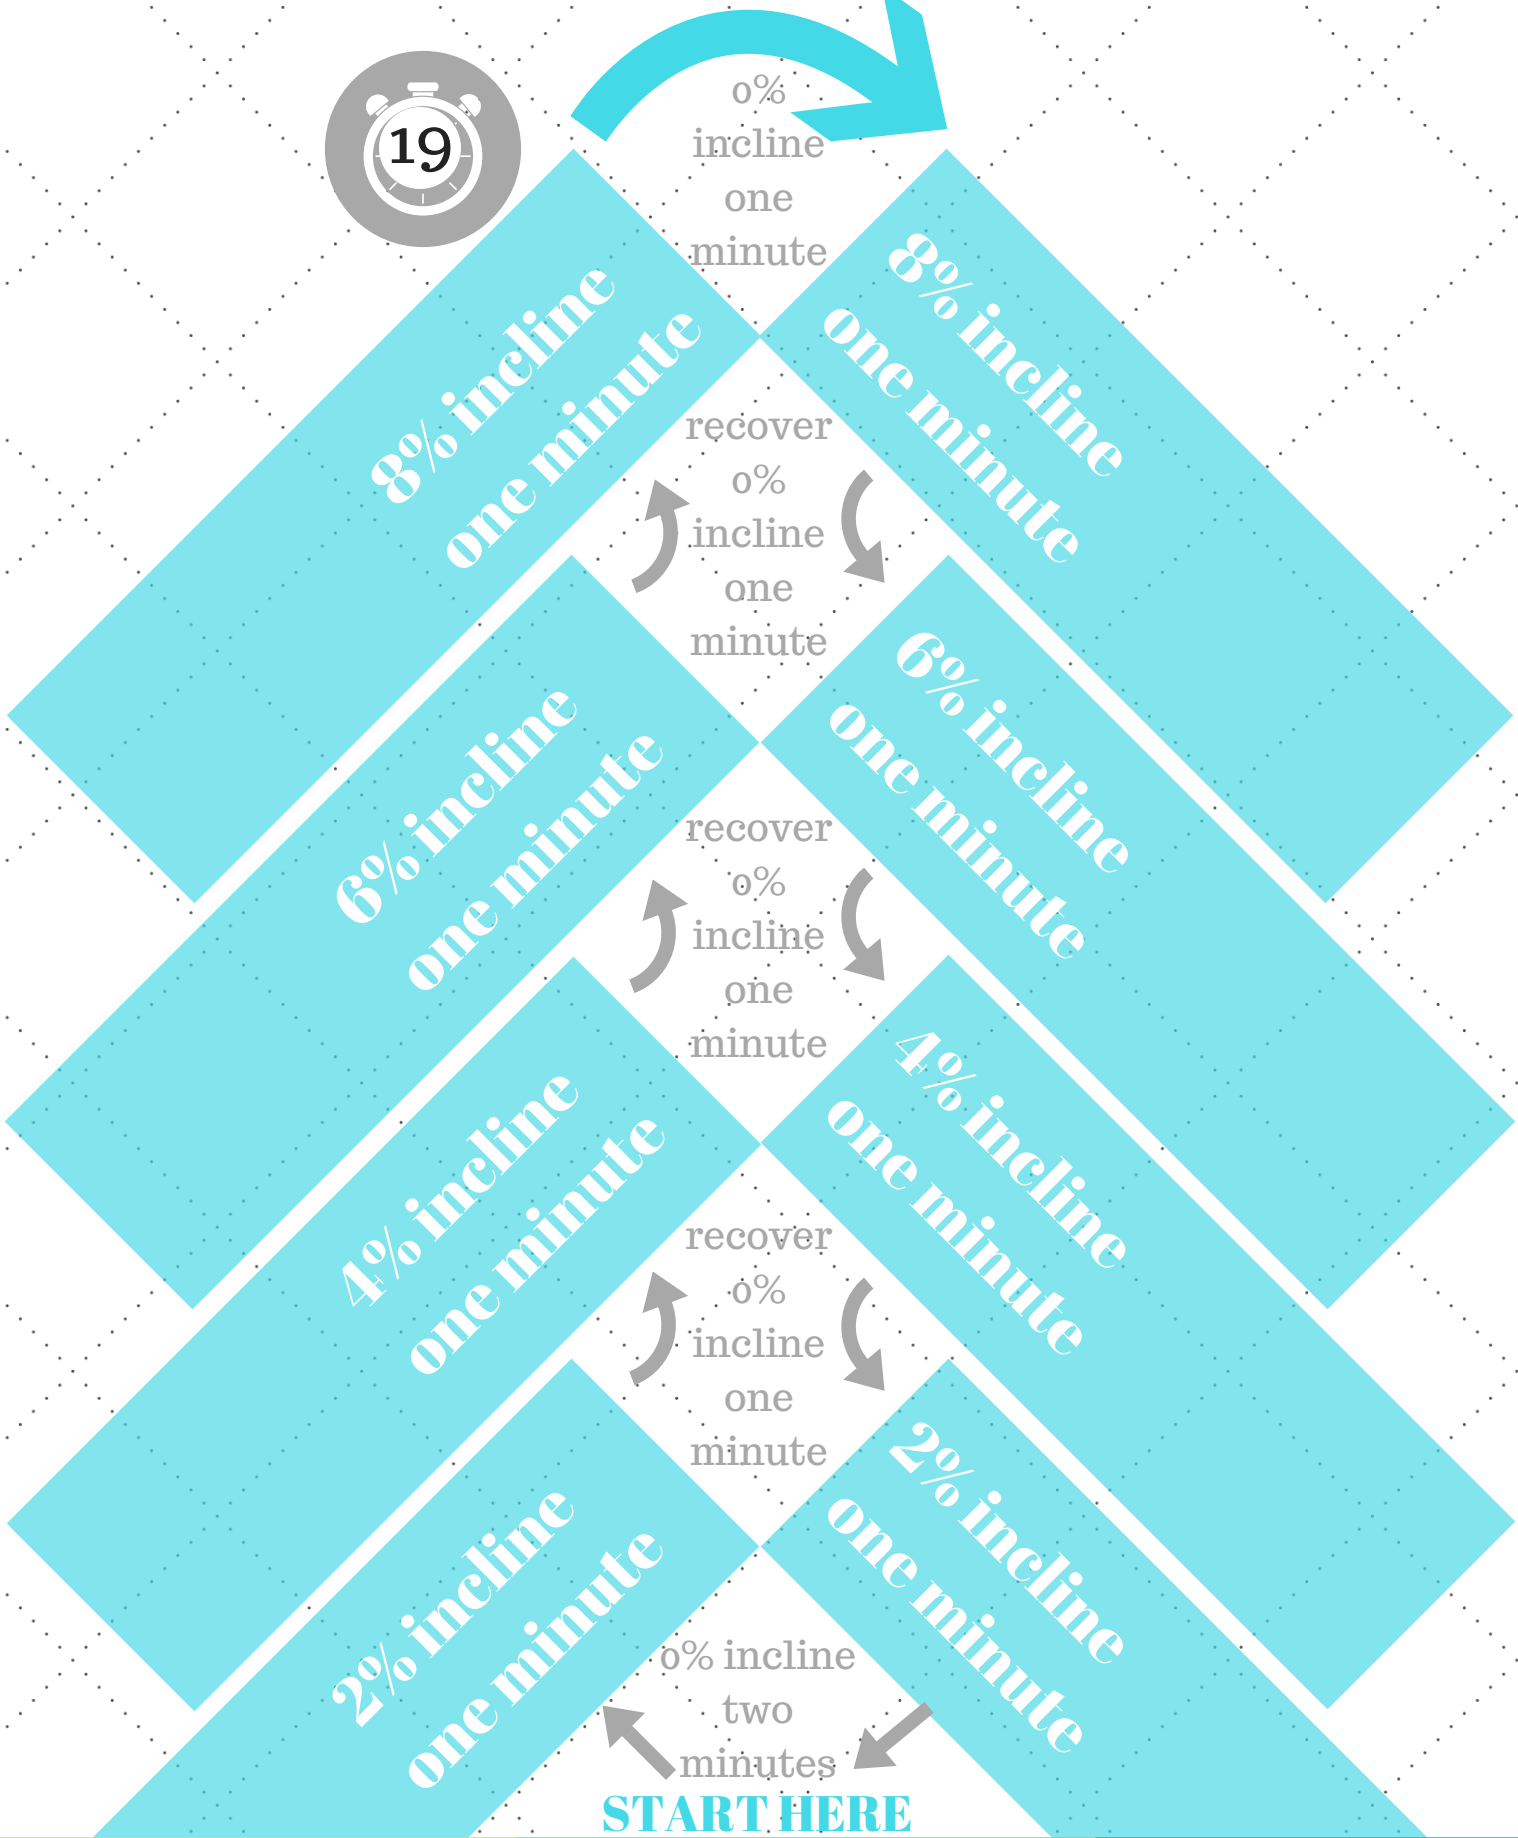 0%
incline
one
minute
19
8% incline
one minute
8% incline
one minute
recover
0%
incline
one
minute
6% incline
one minute
6% incline
one minute
recover
0%
incline
one
minute
4% incline
one minute
4% incline
one minute
recover
0%
incline
one
minute
2% incline
one minute
2% incline
one minute
0% incline
two
minutes
START HERE